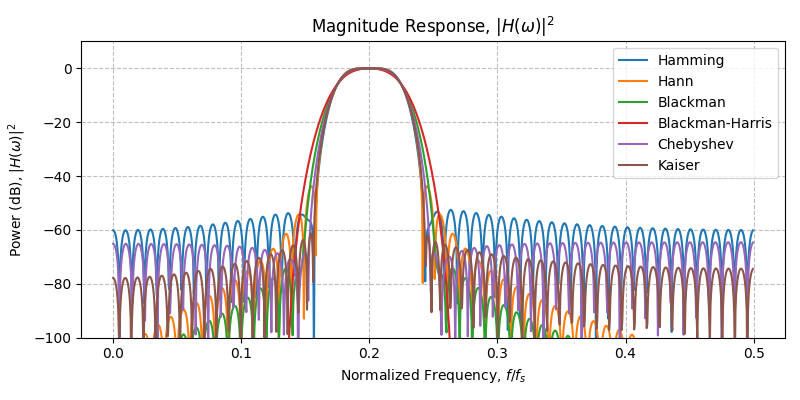 Magnitude Response, |H(ω)|²
Power (dB), |H(ω)|²
0
−20
−40
−60
−80
−100
Hamming
Hann
Blackman
Blackman-Harris
Chebyshev
Kaiser
0.0 0.1 0.2 0.3 0.4 0.5
Normalized Frequency, f/fₛ